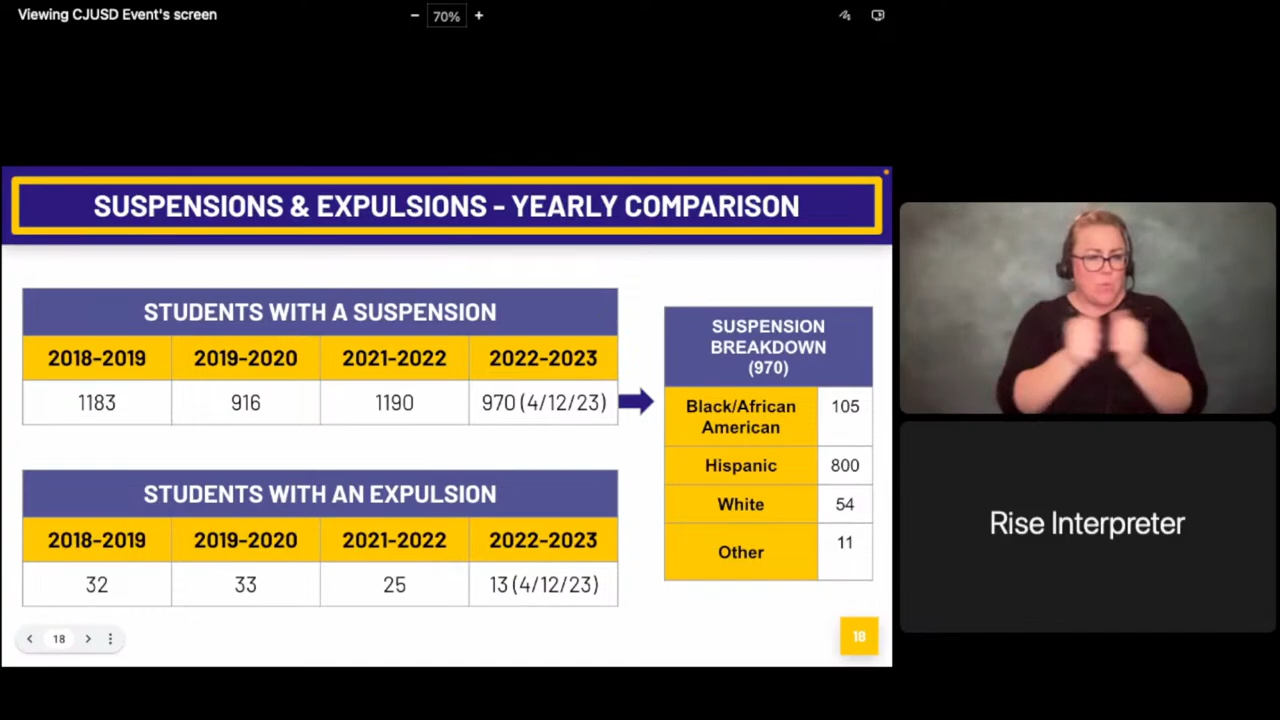 Viewing CJUSD Event's screen
− 70% +
SUSPENSIONS & EXPULSIONS - YEARLY COMPARISON
STUDENTS WITH A SUSPENSION
2018-2019 2019-2020 2021-2022 2022-2023
1183 916 1190 970 (4/12/23)
STUDENTS WITH AN EXPULSION
2018-2019 2019-2020 2021-2022 2022-2023
32 33 25 13 (4/12/23)
SUSPENSION
BREAKDOWN
(970)
Black/African
American 105
Hispanic 800
White 54
Other 11
18
18
Rise Interpreter